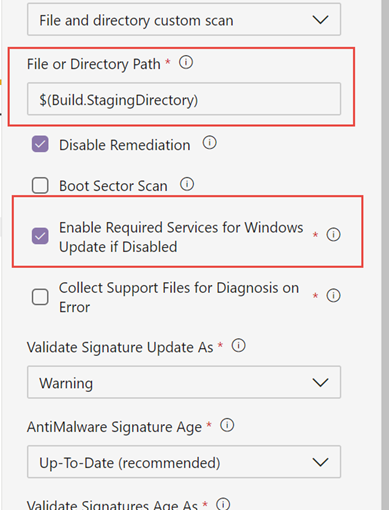 File and directory custom scan
File or Directory Path *
$(Build.StagingDirectory)
Disable Remediation
Boot Sector Scan
Enable Required Services for Windows
Update if Disabled *
Collect Support Files for Diagnosis on
Error *
Validate Signature Update As *
Warning
AntiMalware Signature Age *
Up-To-Date (recommended)
Validate Signatures Age As *